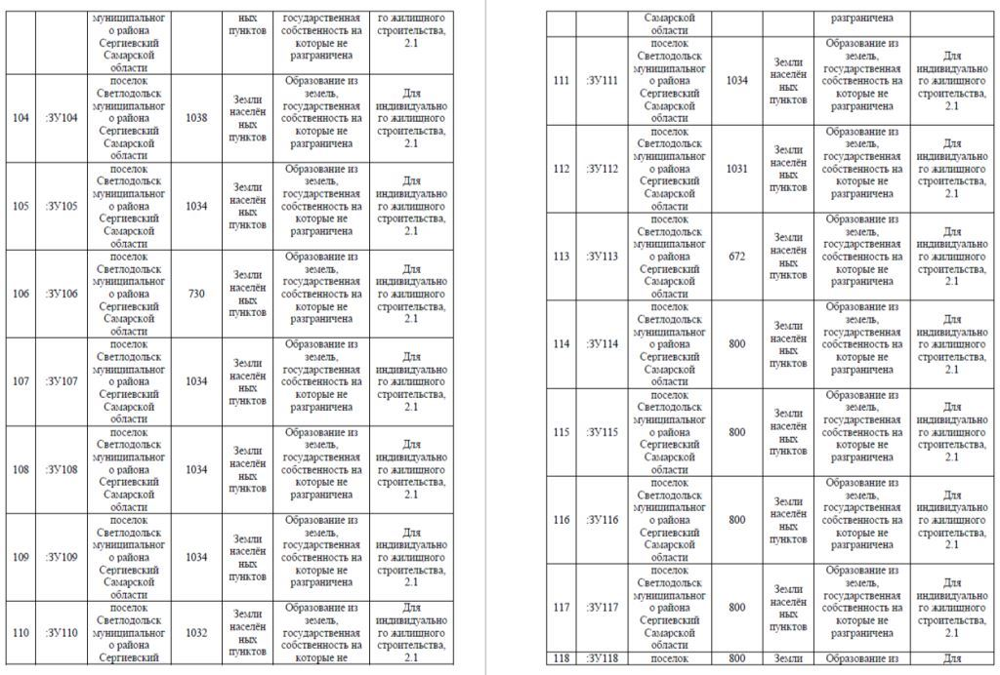 муниципальног
о района
Сергиевский
Самарской
области
ных
пунктов
государственная
собственность на
которые не
разграничена
го жилищного
строительства,
2.1
104
:ЗУ104
поселок
Светлодольск
муниципальног
о района
Сергиевский
Самарской
области
1038
Земли
населён
ных
пунктов
Образование из
земель,
государственная
собственность на
которые не
разграничена
Для
индивидуально
го жилищного
строительства,
2.1
105
:ЗУ105
поселок
Светлодольск
муниципальног
о района
Сергиевский
Самарской
области
1034
Земли
населён
ных
пунктов
Образование из
земель,
государственная
собственность на
которые не
разграничена
Для
индивидуально
го жилищного
строительства,
2.1
106
:ЗУ106
поселок
Светлодольск
муниципальног
о района
Сергиевский
Самарской
области
730
Земли
населён
ных
пунктов
Образование из
земель,
государственная
собственность на
которые не
разграничена
Для
индивидуально
го жилищного
строительства,
2.1
107
:ЗУ107
поселок
Светлодольск
муниципальног
о района
Сергиевский
Самарской
области
1034
Земли
населён
ных
пунктов
Образование из
земель,
государственная
собственность на
которые не
разграничена
Для
индивидуально
го жилищного
строительства,
2.1
108
:ЗУ108
поселок
Светлодольск
муниципальног
о района
Сергиевский
Самарской
области
1034
Земли
населён
ных
пунктов
Образование из
земель,
государственная
собственность на
которые не
разграничена
Для
индивидуально
го жилищного
строительства,
2.1
109
:ЗУ109
поселок
Светлодольск
муниципальног
о района
Сергиевский
Самарской
области
1034
Земли
населён
ных
пунктов
Образование из
земель,
государственная
собственность на
которые не
разграничена
Для
индивидуально
го жилищного
строительства,
2.1
110
:ЗУ110
поселок
Светлодольск
муниципальног
о района
Сергиевский
1032
Земли
населён
ных
пунктов
Образование из
земель,
государственная
собственность на
которые не
Для
индивидуально
го жилищного
строительства,
2.1
Самарской
области
разграничена
111
:ЗУ111
поселок
Светлодольск
муниципальног
о района
Сергиевский
Самарской
области
1034
Земли
населён
ных
пунктов
Образование из
земель,
государственная
собственность на
которые не
разграничена
Для
индивидуально
го жилищного
строительства,
2.1
112
:ЗУ112
поселок
Светлодольск
муниципальног
о района
Сергиевский
Самарской
области
1031
Земли
населён
ных
пунктов
Образование из
земель,
государственная
собственность на
которые не
разграничена
Для
индивидуально
го жилищного
строительства,
2.1
113
:ЗУ113
поселок
Светлодольск
муниципальног
о района
Сергиевский
Самарской
области
672
Земли
населён
ных
пунктов
Образование из
земель,
государственная
собственность на
которые не
разграничена
Для
индивидуально
го жилищного
строительства,
2.1
114
:ЗУ114
поселок
Светлодольск
муниципальног
о района
Сергиевский
Самарской
области
800
Земли
населён
ных
пунктов
Образование из
земель,
государственная
собственность на
которые не
разграничена
Для
индивидуально
го жилищного
строительства,
2.1
115
:ЗУ115
поселок
Светлодольск
муниципальног
о района
Сергиевский
Самарской
области
800
Земли
населён
ных
пунктов
Образование из
земель,
государственная
собственность на
которые не
разграничена
Для
индивидуально
го жилищного
строительства,
2.1
116
:ЗУ116
поселок
Светлодольск
муниципальног
о района
Сергиевский
Самарской
области
800
Земли
населён
ных
пунктов
Образование из
земель,
государственная
собственность на
которые не
разграничена
Для
индивидуально
го жилищного
строительства,
2.1
117
:ЗУ117
поселок
Светлодольск
муниципальног
о района
Сергиевский
Самарской
области
800
Земли
населён
ных
пунктов
Образование из
земель,
государственная
собственность на
которые не
разграничена
Для
индивидуально
го жилищного
строительства,
2.1
118
:ЗУ118
поселок
800
Земли
Образование из
Для